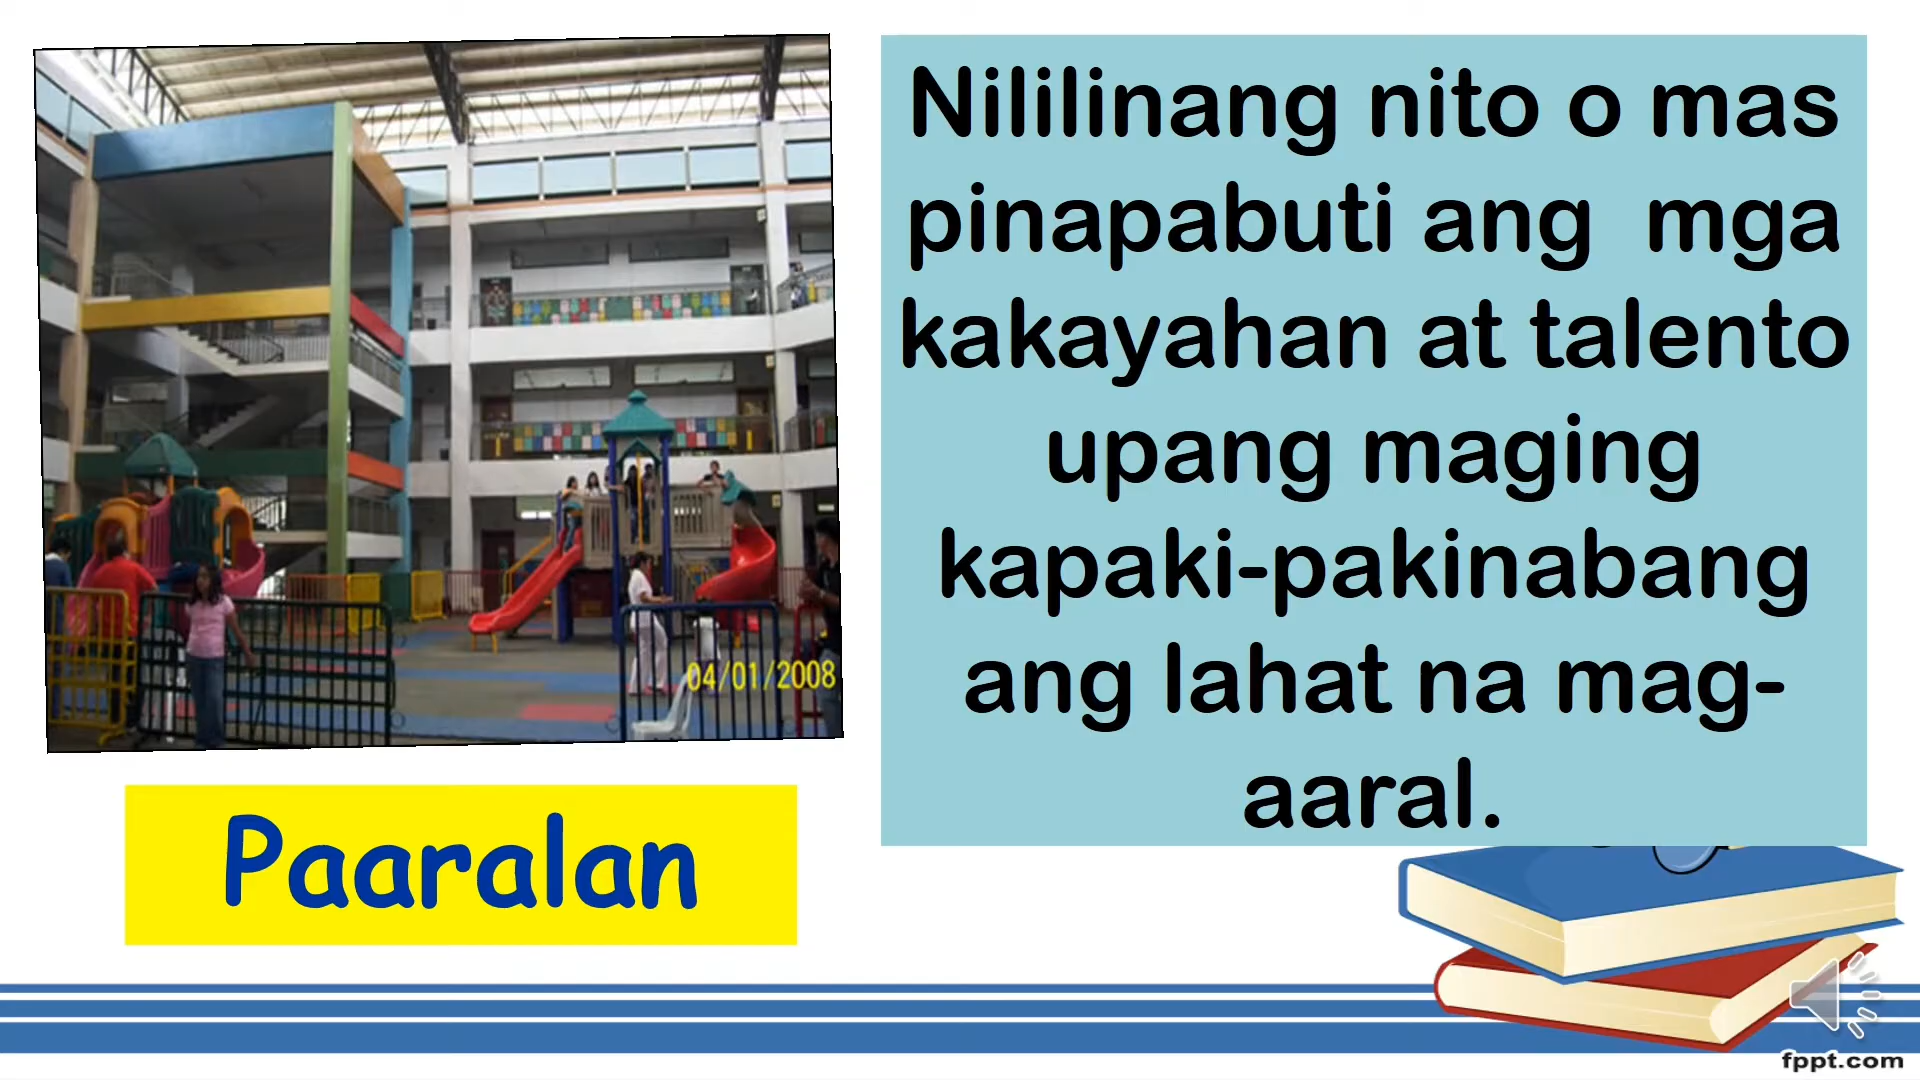 Nililinang nito o mas
pinapabuti ang mga
kakayahan at talento
upang maging
kapaki-pakinabang
ang lahat na mag-
aaral.
04/01/2008
Paaralan
fppt.com